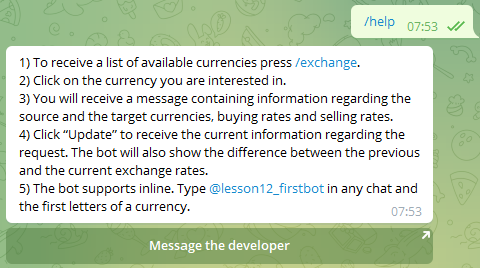 /help 07:53
1) To receive a list of available currencies press /exchange.
2) Click on the currency you are interested in.
3) You will receive a message containing information regarding the
source and the target currencies, buying rates and selling rates.
4) Click “Update” to receive the current information regarding the
request. The bot will also show the difference between the previous
and the current exchange rates.
5) The bot supports inline. Type @lesson12_firstbot in any chat and
the first letters of a currency.
07:53
Message the developer